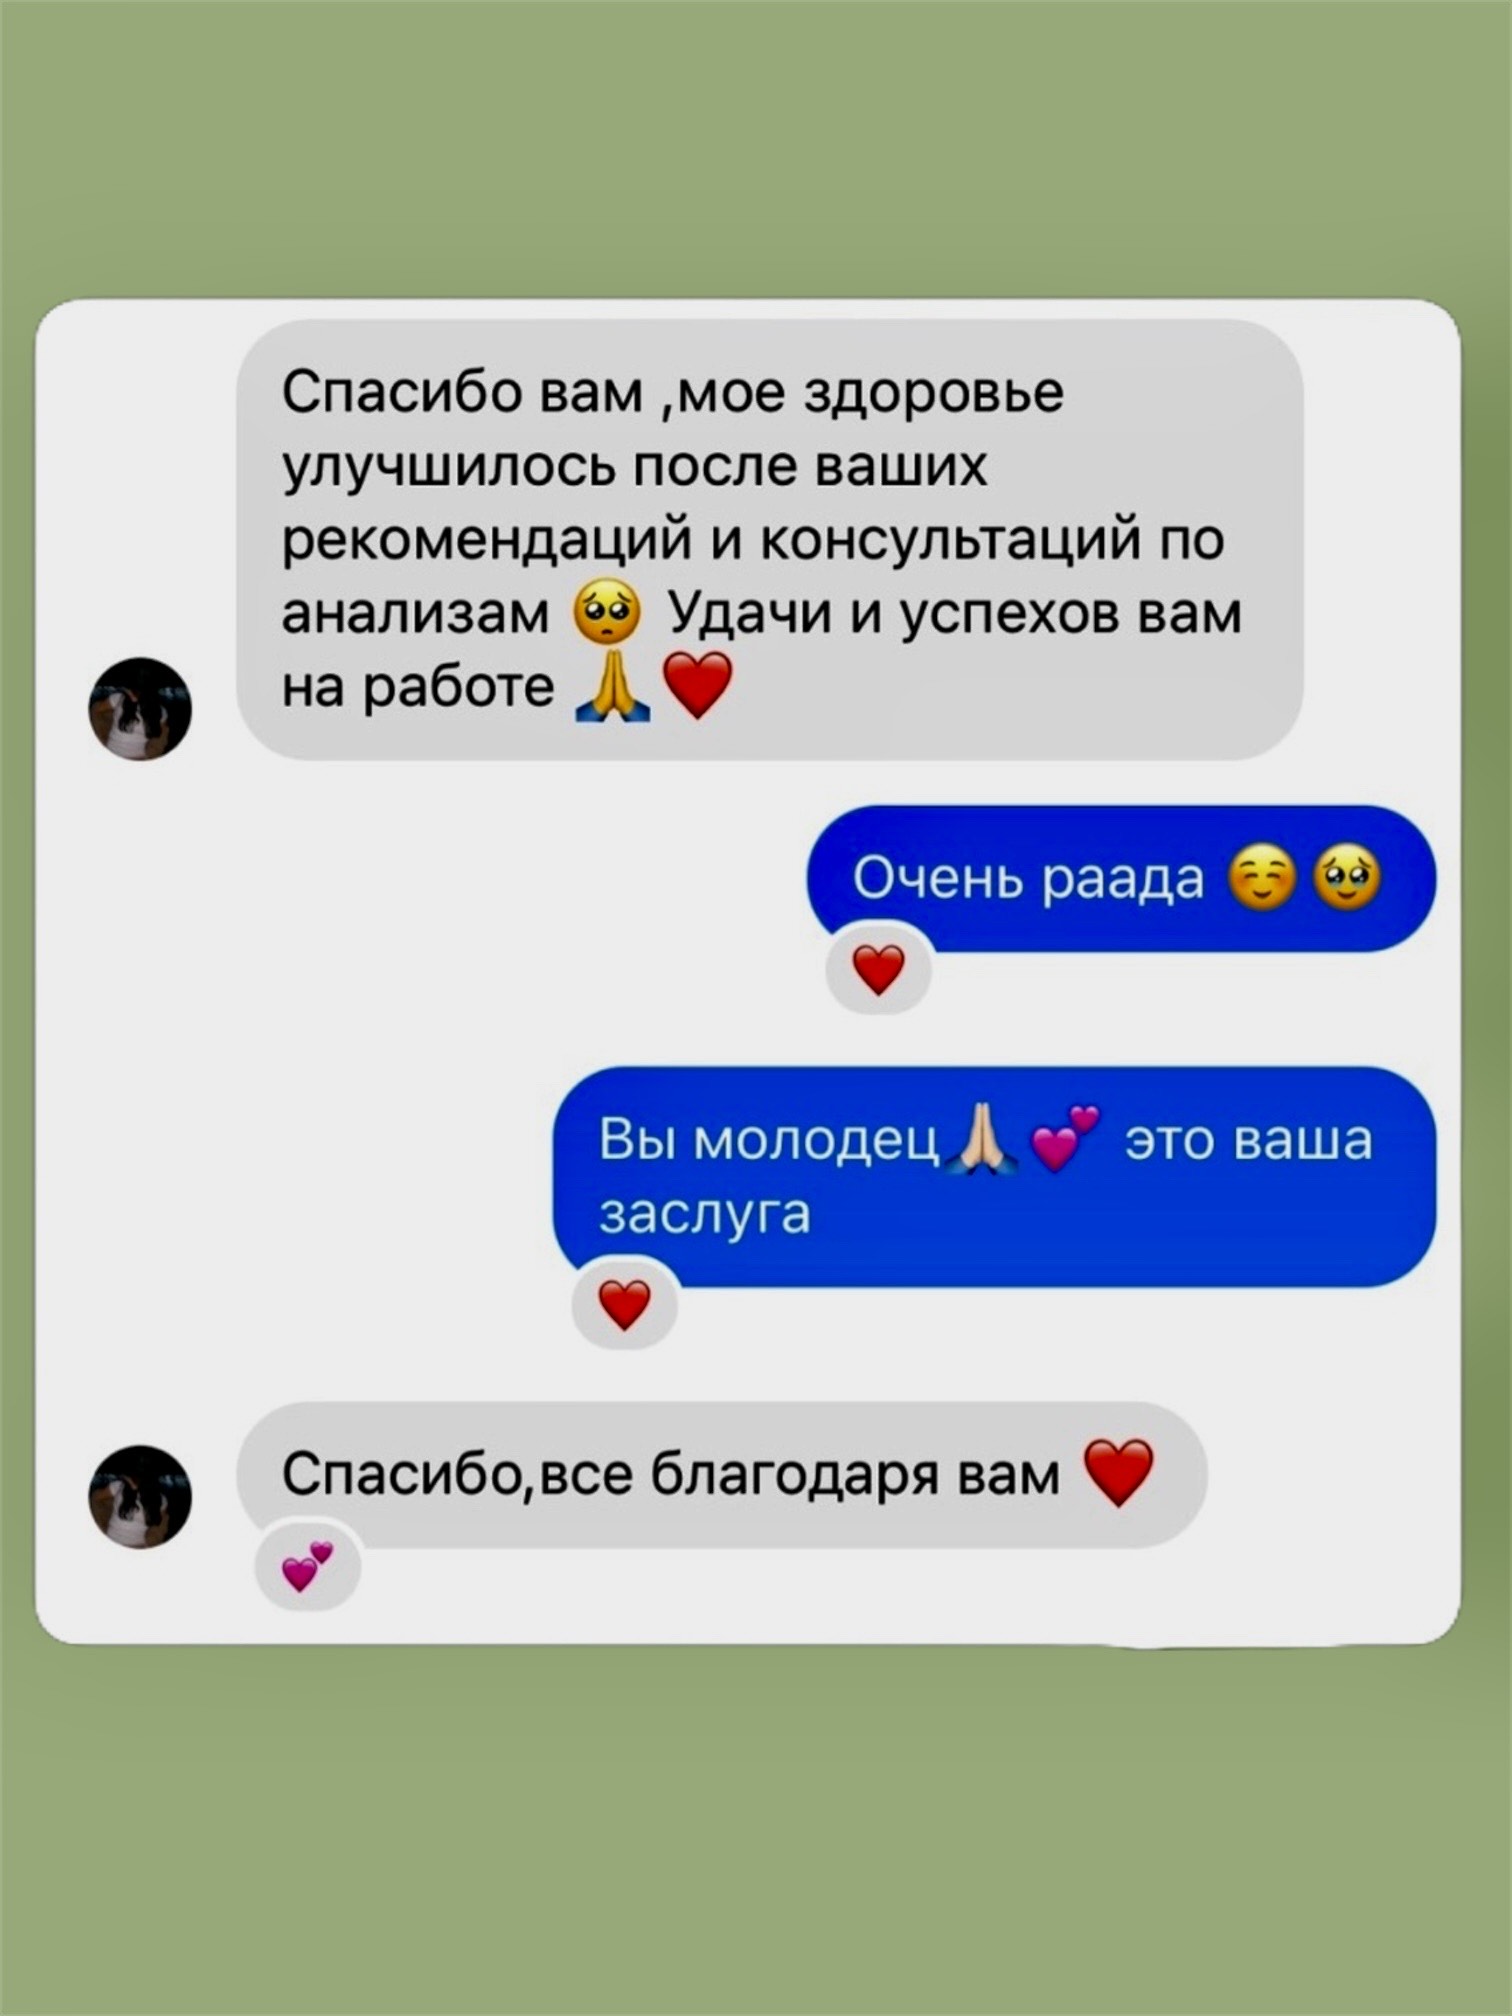 Спасибо вам ,мое здоровье
улучшилось после ваших
рекомендаций и консультаций по
анализам 🥺 Удачи и успехов вам
на работе 🙏❤️
Очень раада ☺️🥹
Вы молодец🙏🏻💕 это ваша
заслуга
Спасибо,все благодаря вам ❤️